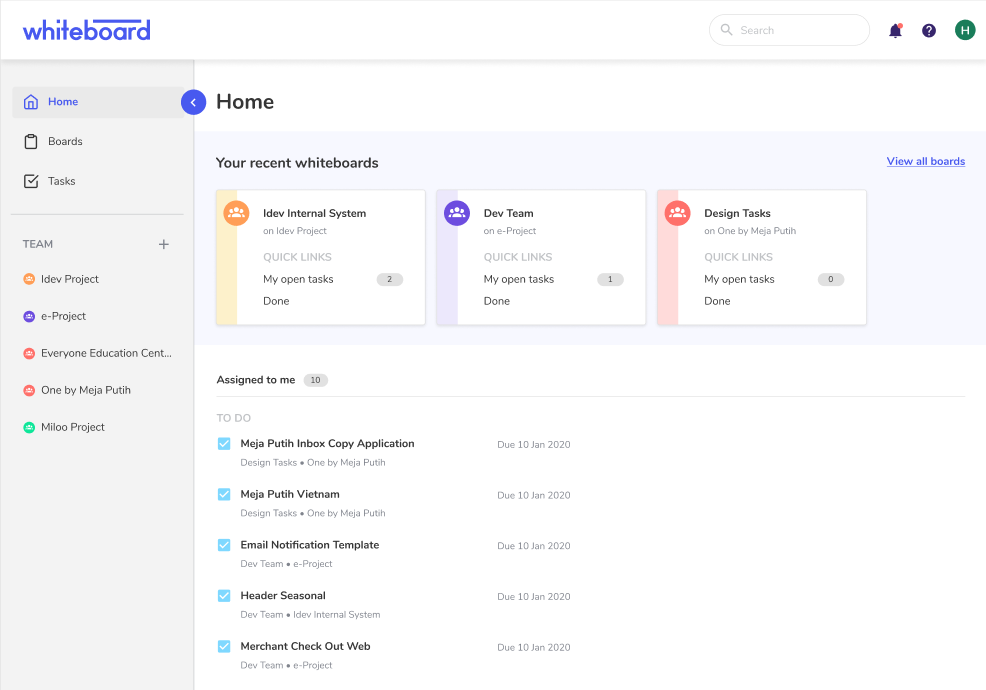 whiteboard
Search
H
Home
Boards
Tasks
TEAM
Idev Project
e-Project
Everyone Education Cent...
One by Meja Putih
Miloo Project
Home
Your recent whiteboards
View all boards
Idev Internal System
on Idev Project
QUICK LINKS
My open tasks 2
Done
Dev Team
on e-Project
QUICK LINKS
My open tasks 1
Done
Design Tasks
on One by Meja Putih
QUICK LINKS
My open tasks 0
Done
Assigned to me 10
TO DO
Meja Putih Inbox Copy Application Due 10 Jan 2020
Design Tasks • One by Meja Putih
Meja Putih Vietnam Due 10 Jan 2020
Design Tasks • One by Meja Putih
Email Notification Template Due 10 Jan 2020
Dev Team • e-Project
Header Seasonal Due 10 Jan 2020
Dev Team • Idev Internal System
Merchant Check Out Web Due 10 Jan 2020
Dev Team • e-Project